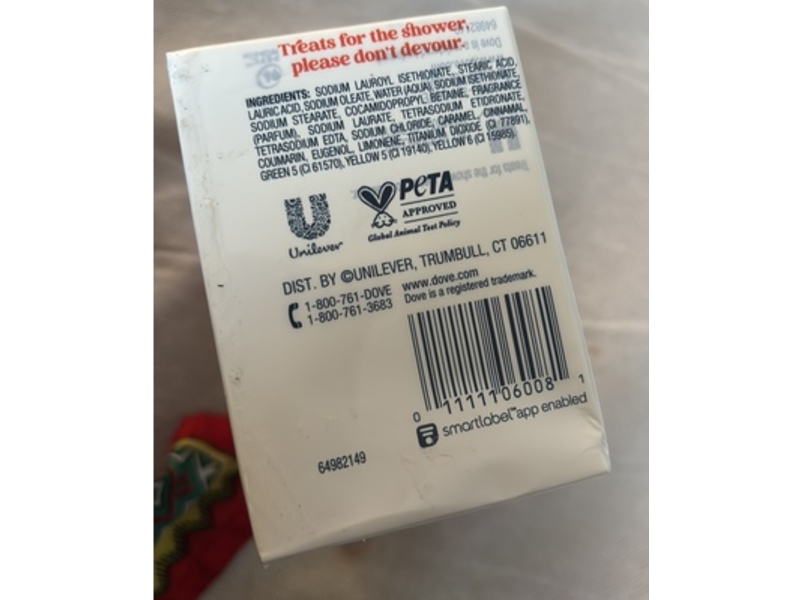 Treats for the shower,
please don't devour.
INGREDIENTS: SODIUM LAUROYL ISETHIONATE, STEARIC ACID,
LAURIC ACID, SODIUM OLEATE, WATER (AQUA), SODIUM ISETHIONATE,
SODIUM STEARATE, COCAMIDOPROPYL BETAINE, FRAGRANCE
(PARFUM), SODIUM LAURATE, TETRASODIUM ETIDRONATE,
TETRASODIUM EDTA, SODIUM CHLORIDE, CARAMEL, CINNAMAL,
COUMARIN, EUGENOL, LIMONENE, TITANIUM DIOXIDE (CI 77891),
GREEN 5 (CI 61570), YELLOW 5 (CI 19140), YELLOW 6 (CI 15985).
Unilever
PETA
APPROVED
Global Animal Test Policy
DIST. BY ©UNILEVER, TRUMBULL, CT 06611
1-800-761-DOVE
1-800-761-3683
www.dove.com
Dove is a registered trademark.
0 11111 06008 1
smartlabel™ app enabled
64982149